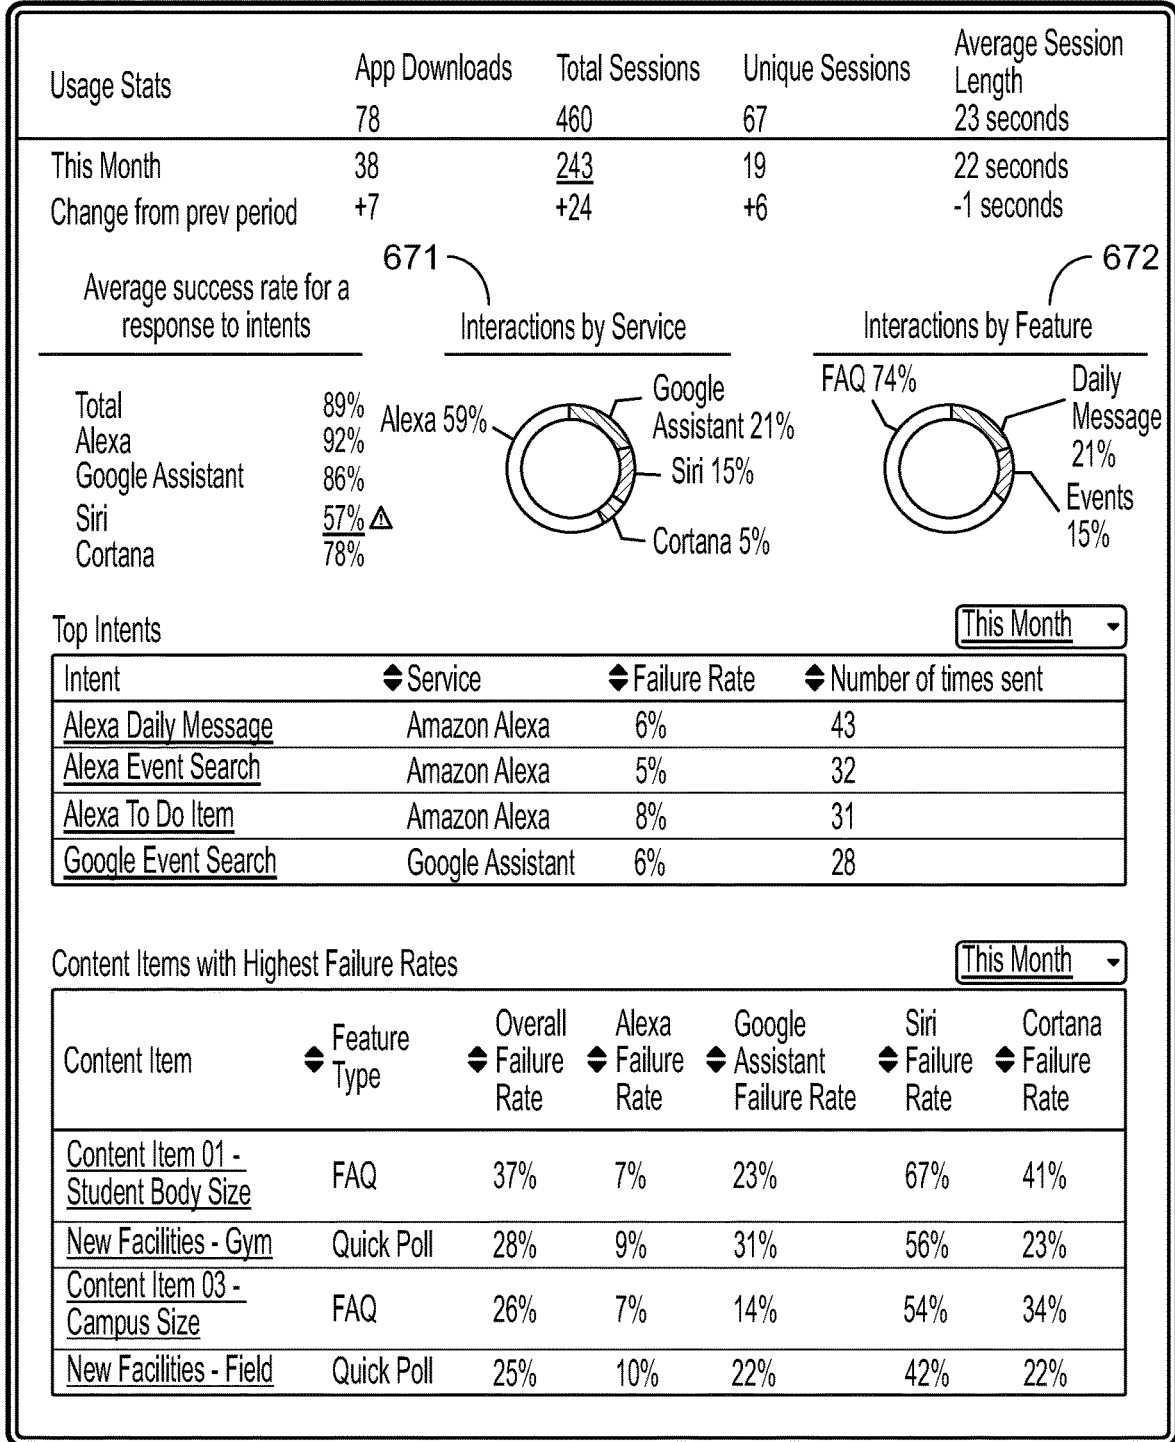 Usage Stats
App Downloads
Total Sessions
Unique Sessions
Average Session
Length
78
460
67
23 seconds
This Month
38
243
19
22 seconds
Change from prev period
+7
+24
+6
-1 seconds
671
672
Average success rate for a
response to intents
Total 89%
Alexa 92%
Google Assistant 86%
Siri 57%
Cortana 78%
Interactions by Service
Alexa 59%
Google
Assistant 21%
Siri 15%
Cortana 5%
Interactions by Feature
FAQ 74%
Daily
Message
21%
Events
15%
Top Intents
This Month
Intent Service Failure Rate Number of times sent
Alexa Daily Message Amazon Alexa 6% 43
Alexa Event Search Amazon Alexa 5% 32
Alexa To Do Item Amazon Alexa 8% 31
Google Event Search Google Assistant 6% 28
Content Items with Highest Failure Rates
This Month
Content Item
Feature
Type
Overall
Failure
Rate
Alexa
Failure
Rate
Google
Assistant
Failure Rate
Siri
Failure
Rate
Cortana
Failure
Rate
Content Item 01 -
Student Body Size
FAQ 37% 7% 23% 67% 41%
New Facilities - Gym Quick Poll 28% 9% 31% 56% 23%
Content Item 03 -
Campus Size
FAQ 26% 7% 14% 54% 34%
New Facilities - Field Quick Poll 25% 10% 22% 42% 22%